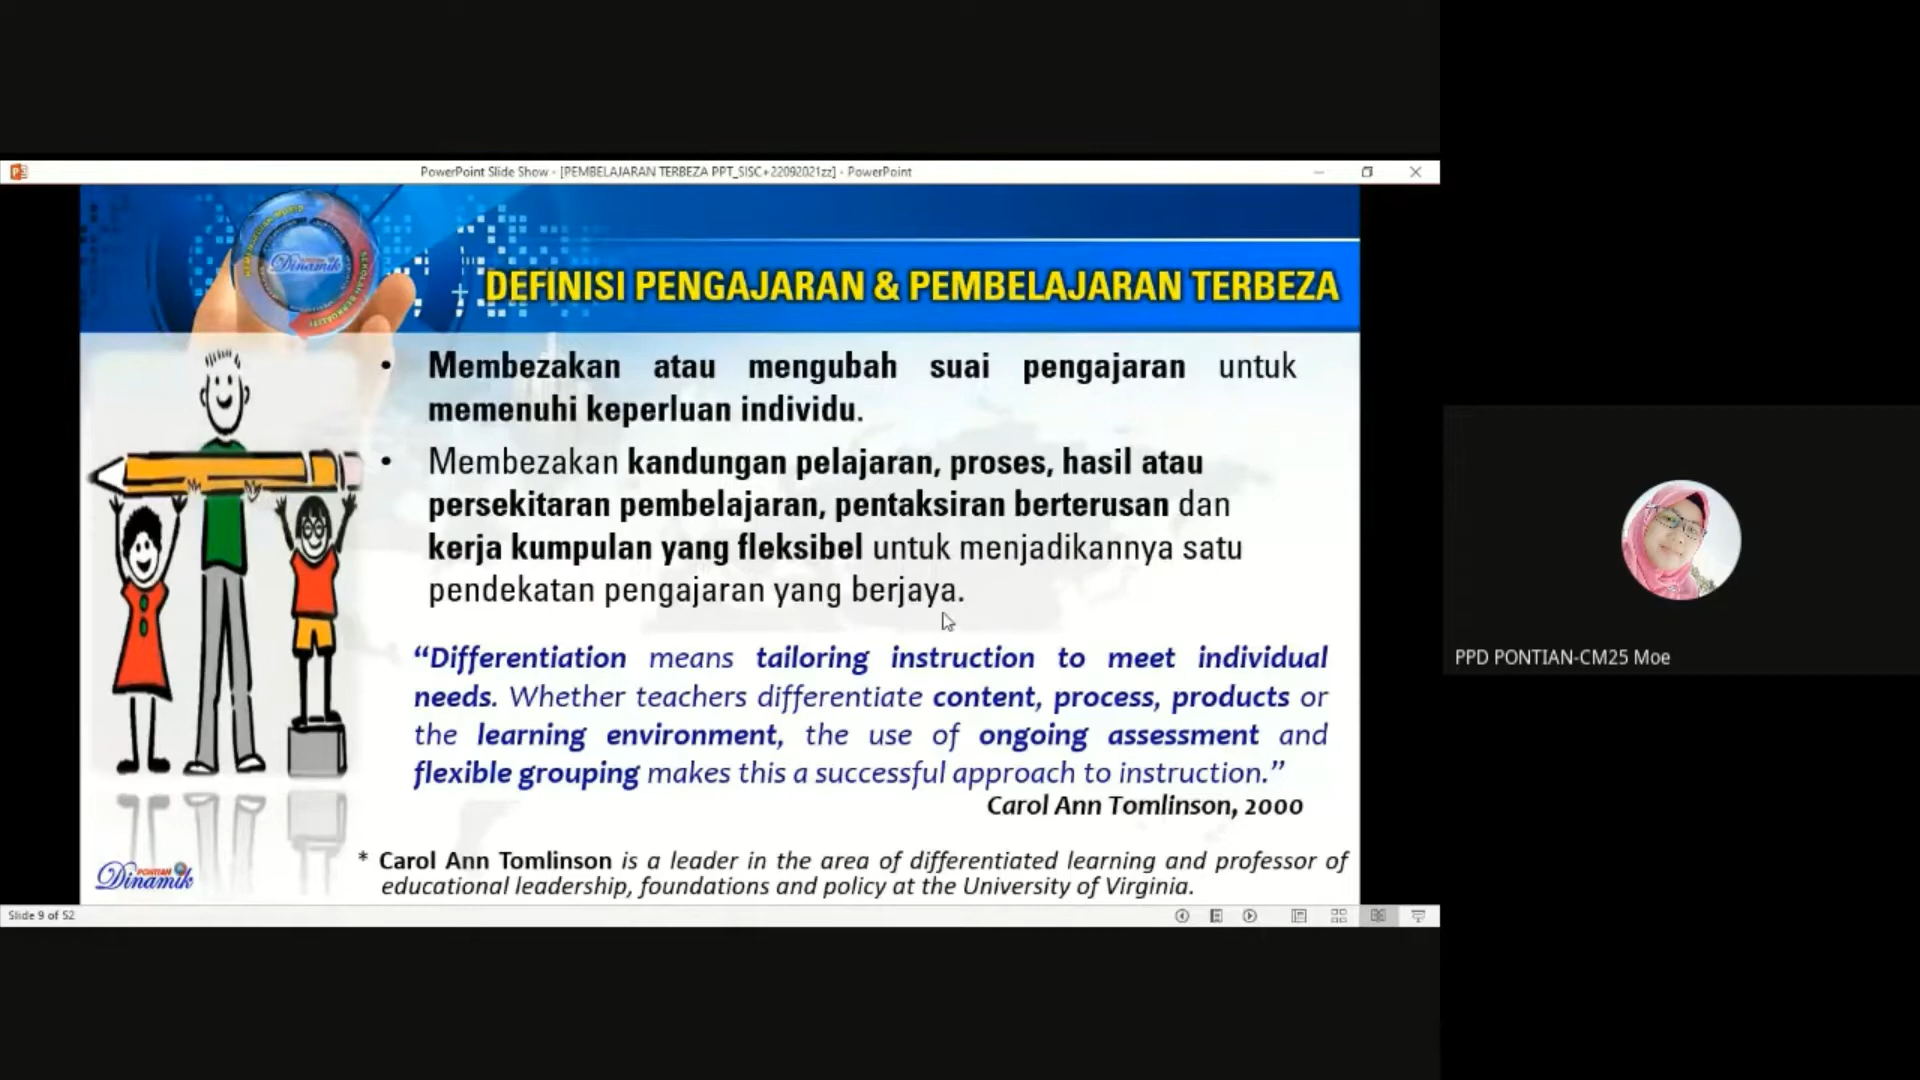 PowerPoint Slide Show - [PEMBELAJARAN TERBEZA PPT_SISC+22092021zz] - PowerPoint
Dinamik
DEFINISI PENGAJARAN & PEMBELAJARAN TERBEZA
• Membezakan atau mengubah suai pengajaran untuk
memenuhi keperluan individu.
• Membezakan kandungan pelajaran, proses, hasil atau
persekitaran pembelajaran, pentaksiran berterusan dan
kerja kumpulan yang fleksibel untuk menjadikannya satu
pendekatan pengajaran yang berjaya.
“Differentiation means tailoring instruction to meet individual
needs. Whether teachers differentiate content, process, products or
the learning environment, the use of ongoing assessment and
flexible grouping makes this a successful approach to instruction.”
Carol Ann Tomlinson, 2000
* Carol Ann Tomlinson is a leader in the area of differentiated learning and professor of
educational leadership, foundations and policy at the University of Virginia.
PONTIAN
Dinamik
Slide 9 of 52
PPD PONTIAN-CM25 Moe